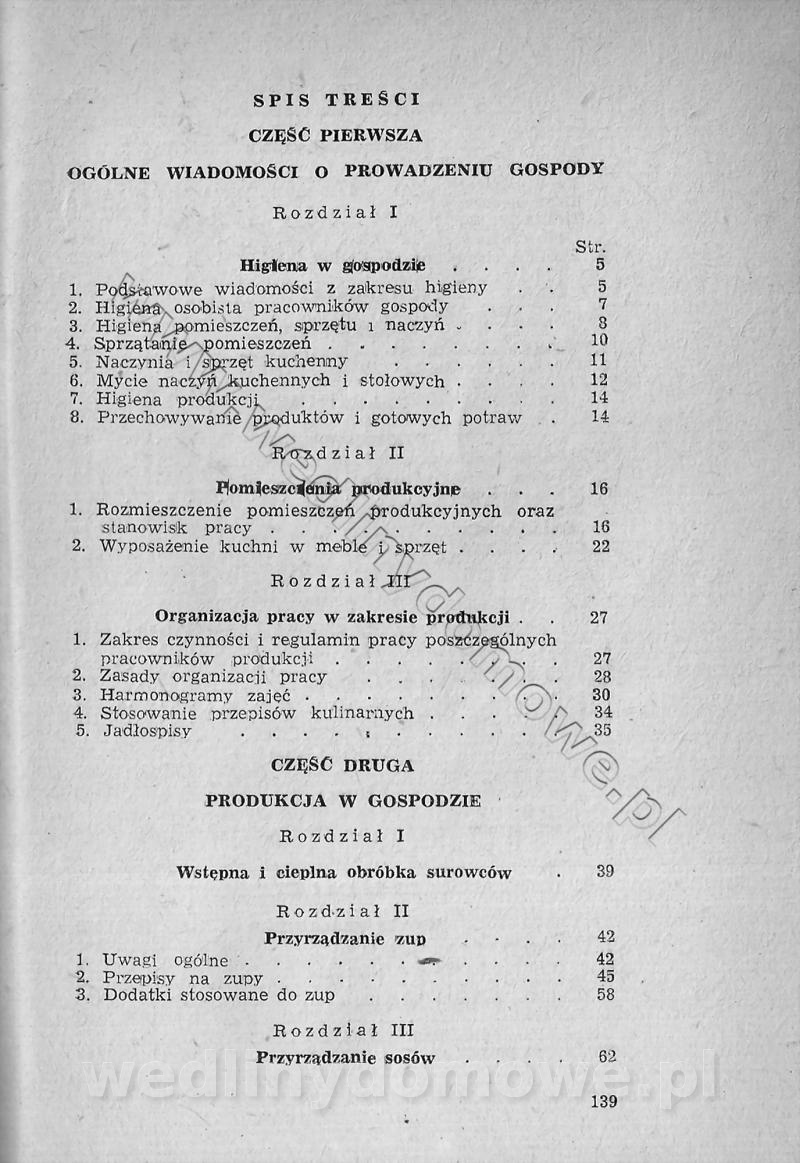 SPIS TREŚCI
CZĘŚĆ PIERWSZA
OGÓLNE WIADOMOŚCI O PROWADZENIU GOSPODY
Rozdział I
Str.
Higiena w gospodzie . . . . 5
1. Podstawowe wiadomości z zakresu higieny . . 5
2. Higiena osobista pracowników gospody . . . 7
3. Higiena pomieszczeń, sprzętu i naczyń . . . . 8
4. Sprzątanie pomieszczeń . . . . . . . . 10
5. Naczynia i sprzęt kuchenny . . . . . . 11
6. Mycie naczyń kuchennych i stołowych . . . . 12
7. Higiena produkcji . . . . . . . . . 14
8. Przechowywanie produktów i gotowych potraw . . 14
Rozdział II
Pomieszczenia produkcyjne . . . 16
1. Rozmieszczenie pomieszczeń produkcyjnych oraz
stanowisk pracy . . . . . . . . . . 16
2. Wyposażenie kuchni w meble i sprzęt . . . . 22
Rozdział III
Organizacja pracy w zakresie produkcji . . 27
1. Zakres czynności i regulamin pracy poszczególnych
pracowników produkcji . . . . . . . . 27
2. Zasady organizacji pracy . . . . . . . 28
3. Harmonogramy zajęć . . . . . . . . . 30
4. Stosowanie przepisów kulinarnych . . . . . 34
5. Jadłospisy . . . . . . . . . . . 35
CZĘŚĆ DRUGA
PRODUKCJA W GOSPODZIE
Rozdział I
Wstępna i cieplna obróbka surowców . 39
Rozdział II
Przyrządzanie zup . . . . 42
1. Uwagi ogólne . . . . . . . . . . . 42
2. Przepisy na zupy . . . . . . . . . . 45
3. Dodatki stosowane do zup . . . . . . . 58
Rozdział III
Przyrządzanie sosów . . . . 62
wedlinydomowe.pl
139